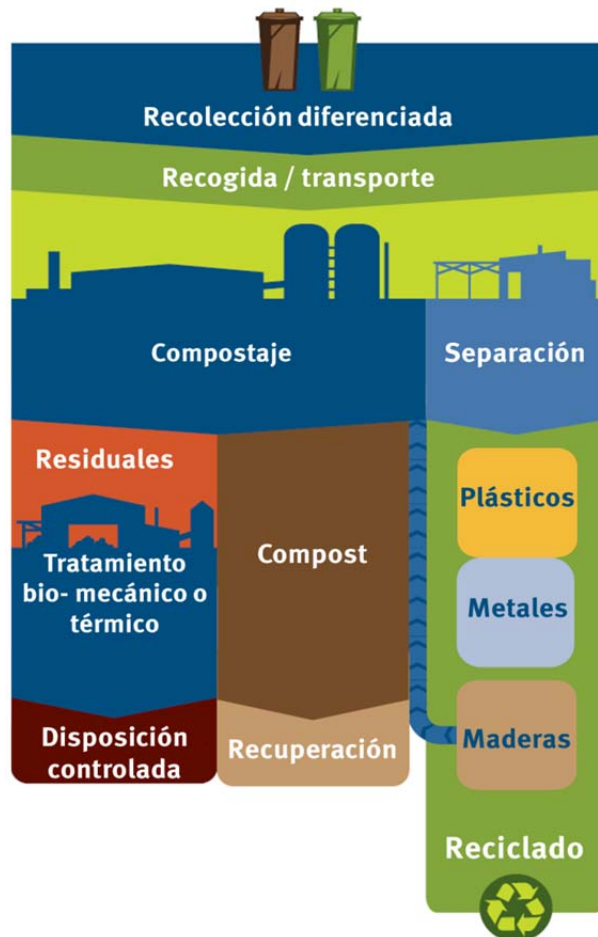 Recolección diferenciada
Recogida / transporte
Compostaje
Separación
Residuales
Tratamiento
bio- mecánico o
térmico
Disposición
controlada
Compost
Recuperación
Plásticos
Metales
Maderas
Reciclado